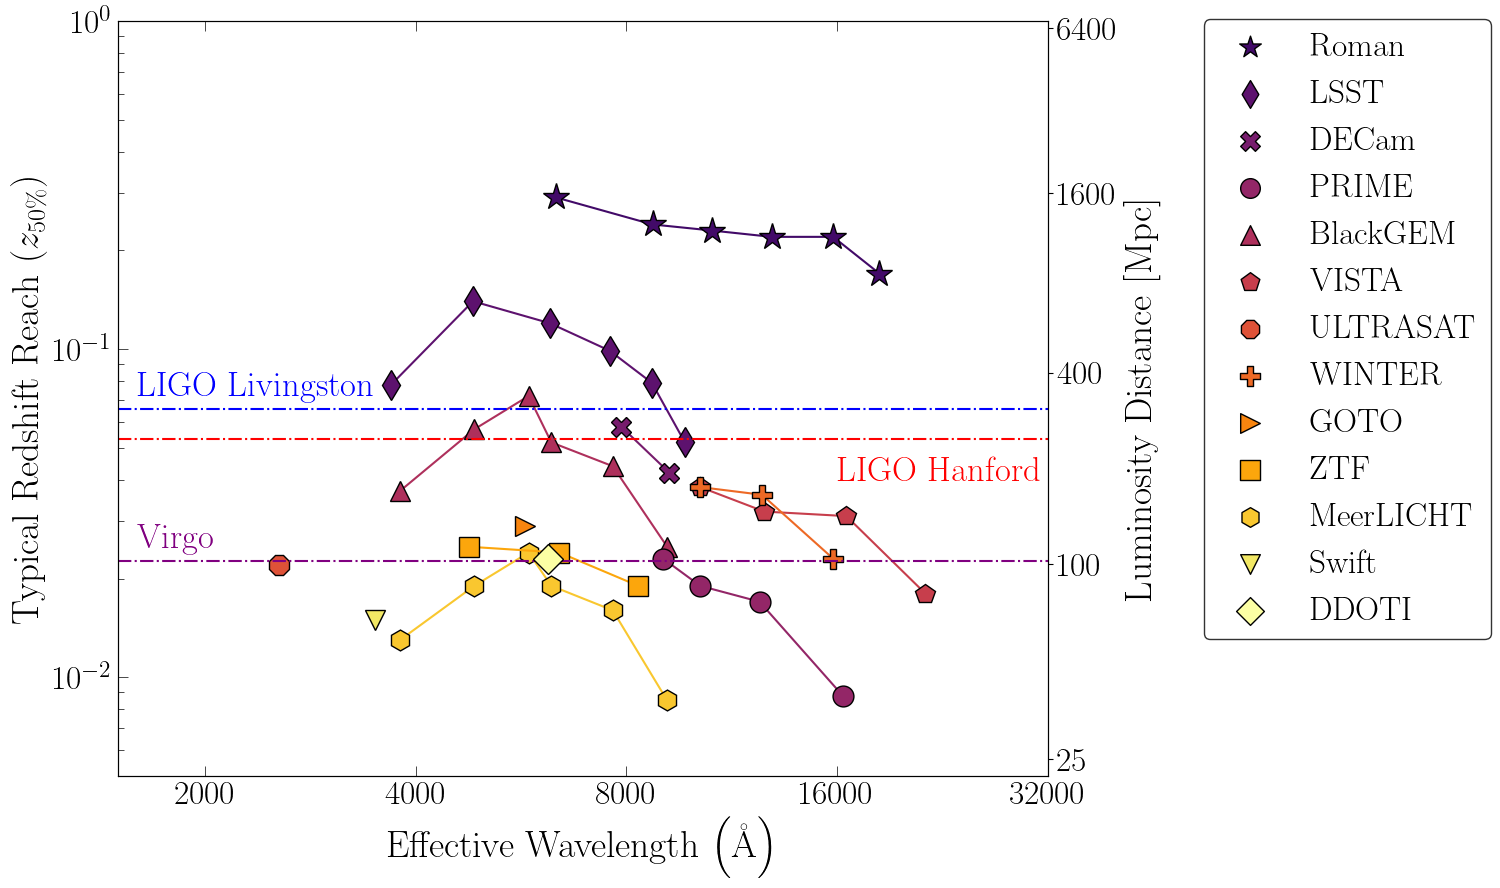 10^0
10^-1
10^-2
Typical Redshift Reach (z_50%)
LIGO Livingston
LIGO Hanford
Virgo
6400
1600
400
100
25
Luminosity Distance [Mpc]
2000 4000 8000 16000 32000
Effective Wavelength (Å)
Roman
LSST
DECam
PRIME
BlackGEM
VISTA
ULTRASAT
WINTER
GOTO
ZTF
MeerLICHT
Swift
DDOTI